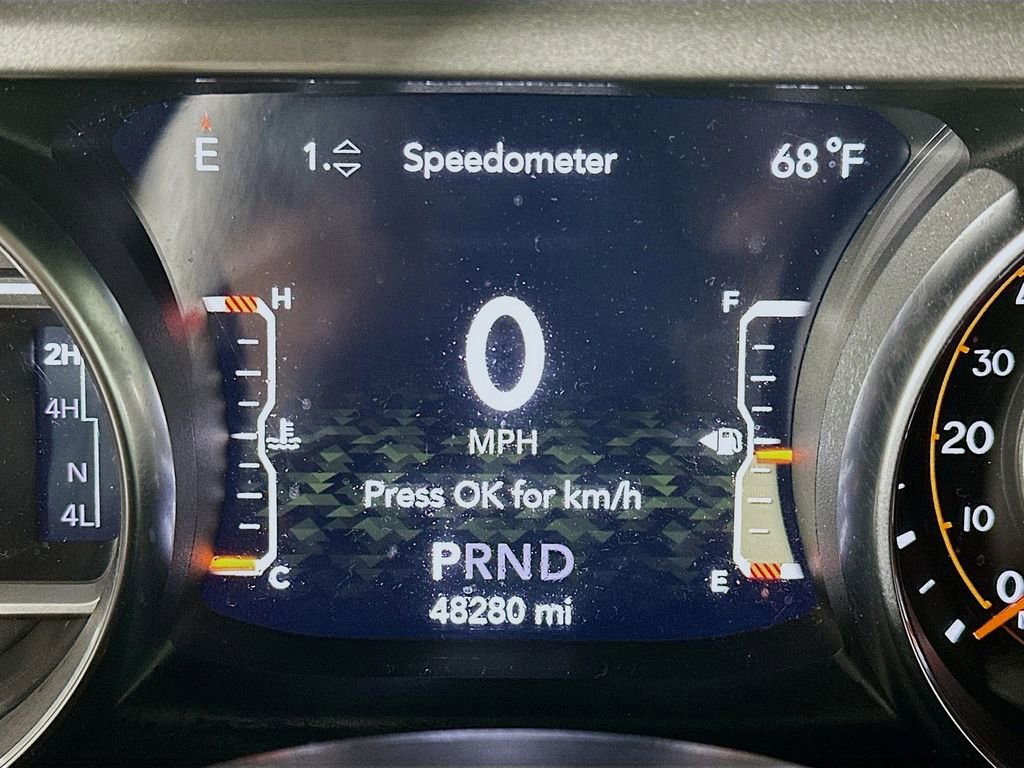 E 1. Speedometer 68°F
H F
0
MPH
Press OK for km/h
PRND
48280 mi
C E
2H
4H
N
4L
30
20
10
0